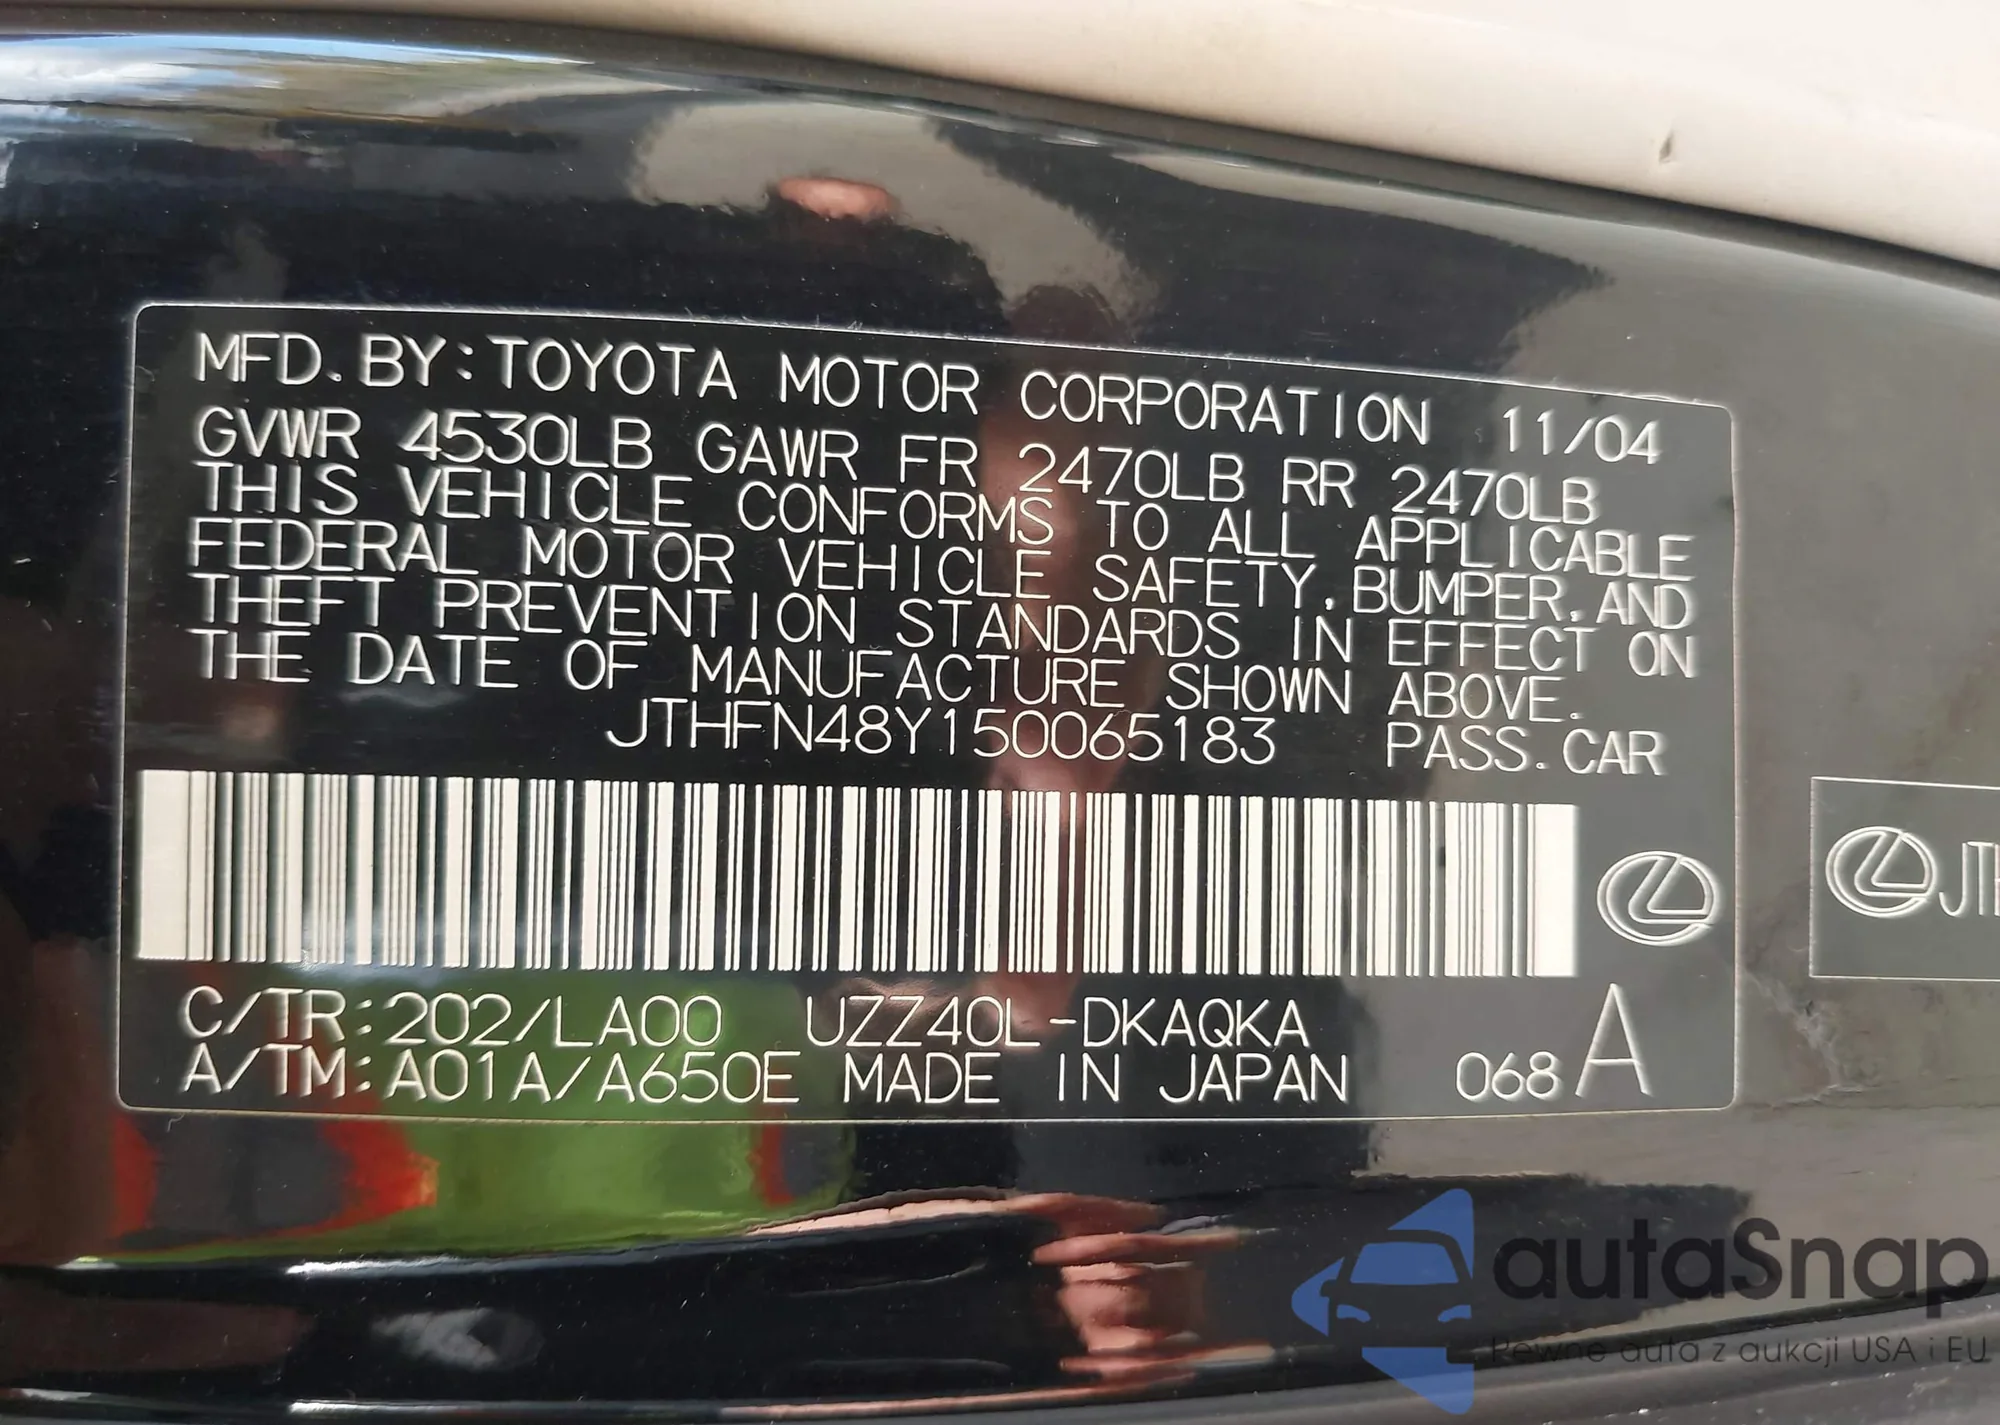 MFD. BY: TOYOTA MOTOR CORPORATION 11/04
GVWR 4530LB GAWR FR 2470LB RR 2470LB
THIS VEHICLE CONFORMS TO ALL APPLICABLE
FEDERAL MOTOR VEHICLE SAFETY, BUMPER, AND
THEFT PREVENTION STANDARDS IN EFFECT ON
THE DATE OF MANUFACTURE SHOWN ABOVE.
JTHFN48Y150065183 PASS. CAR
C/TR: 202/LA00 UZZ40L-DKAQKA
A/TM: A01A/A650E MADE IN JAPAN 068 A
JTH
autaSnap
Pewne auta z aukcji USA i EU